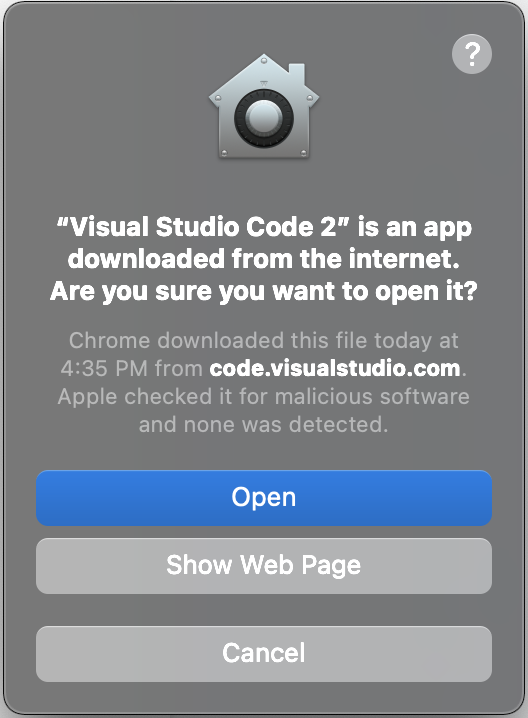 ?
“Visual Studio Code 2” is an app
downloaded from the internet.
Are you sure you want to open it?
Chrome downloaded this file today at
4:35 PM from code.visualstudio.com.
Apple checked it for malicious software
and none was detected.
Open
Show Web Page
Cancel